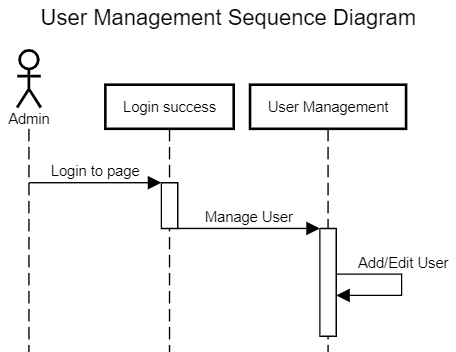 User Management Sequence Diagram
Admin
Login success
User Management
Login to page
Manage User
Add/Edit User